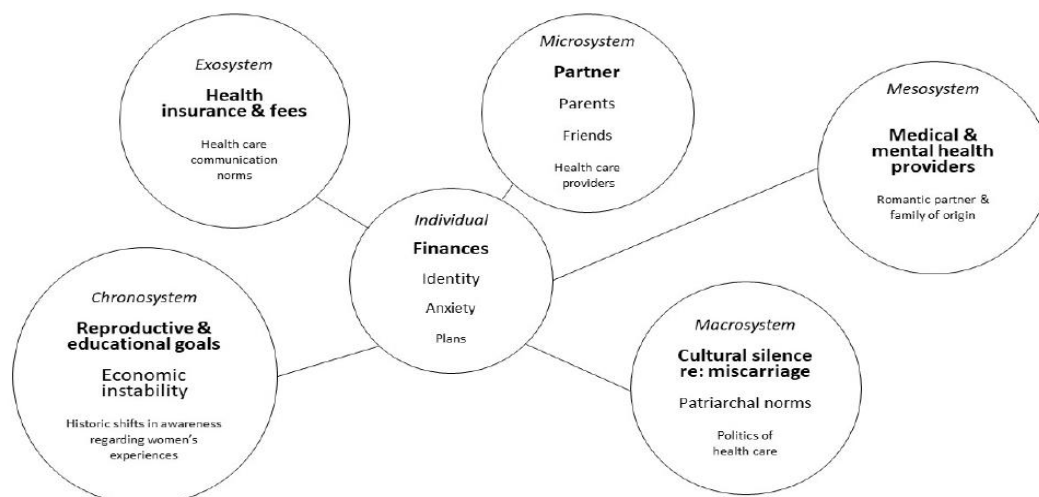 Exosystem
Health
insurance & fees
Health care
communication
norms
Microsystem
Partner
Parents
Friends
Health care
providers
Mesosystem
Medical &
mental health
providers
Romantic partner &
family of origin
Individual
Finances
Identity
Anxiety
Plans
Chronosystem
Reproductive &
educational goals
Economic
instability
Historic shifts in awareness
regarding women's
experiences
Macrosystem
Cultural silence
re: miscarriage
Patriarchal norms
Politics of
health care